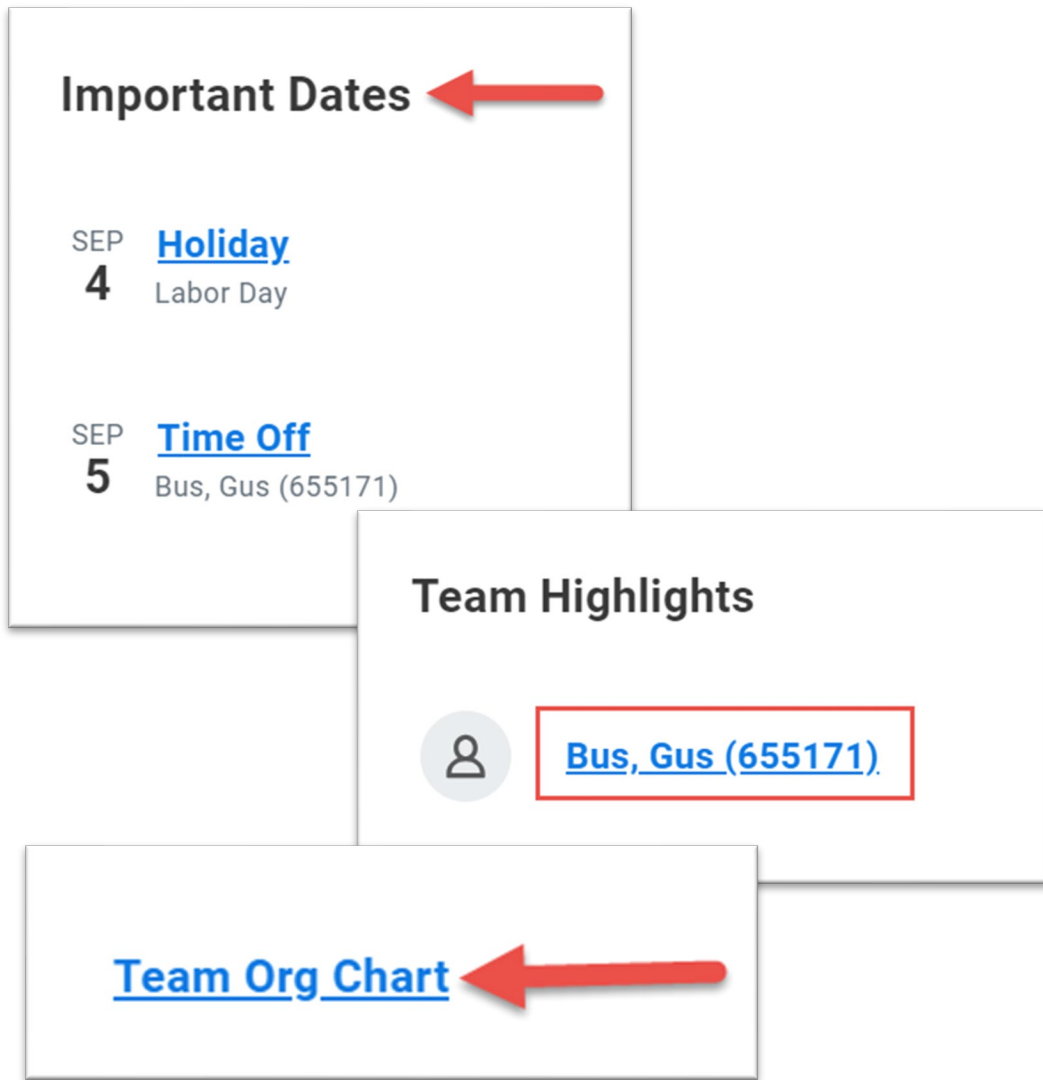 Important Dates
SEP
4
Holiday
Labor Day
SEP
5
Time Off
Bus, Gus (655171)
Team Highlights
Bus, Gus (655171)
Team Org Chart